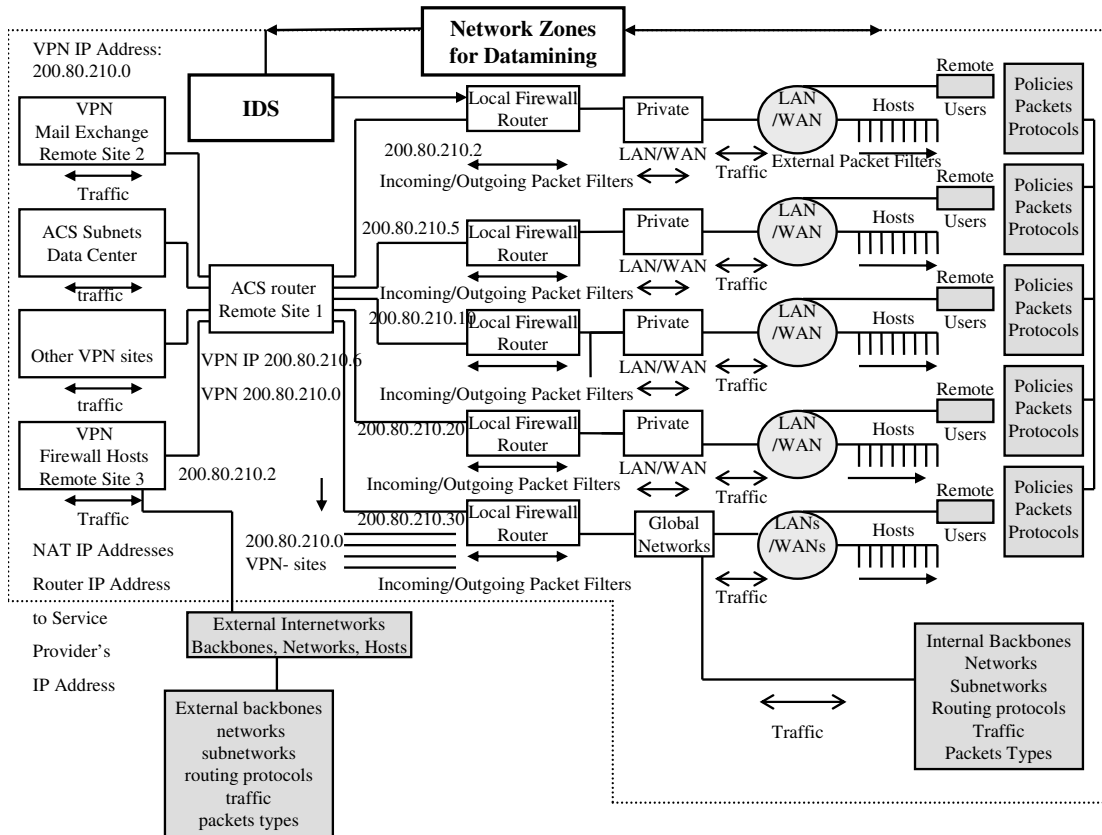 Network Zones
for Datamining
VPN IP Address:
200.80.210.0
IDS
VPN
Mail Exchange
Remote Site 2
Traffic
ACS Subnets
Data Center
traffic
Other VPN sites
traffic
VPN
Firewall Hosts
Remote Site 3
Traffic
NAT IP Addresses
Router IP Address
to Service
Provider's
IP Address
ACS router
Remote Site 1
VPN IP 200.80.210.6
VPN 200.80.210.0
200.80.210.2
200.80.210.0
VPN- sites
External Internetworks
Backbones, Networks, Hosts
External backbones
networks
subnetworks
routing protocols
traffic
packets types
Local Firewall
Router
200.80.210.2
Incoming/Outgoing Packet Filters
Private
LAN/WAN
Traffic
LAN
/WAN
External Packet Filters
Hosts
Remote
Users
Policies
Packets
Protocols
200.80.210.5
Local Firewall
Router
Incoming/Outgoing Packet Filters
Private
LAN/WAN
Traffic
LAN
/WAN
Hosts
Remote
Users
Policies
Packets
Protocols
200.80.210.10
Local Firewall
Router
Incoming/Outgoing Packet Filters
Private
LAN/WAN
Traffic
LAN
/WAN
Hosts
Remote
Users
Policies
Packets
Protocols
200.80.210.20
Local Firewall
Router
Incoming/Outgoing Packet Filters
Private
LAN/WAN
Traffic
LAN
/WAN
Hosts
Remote
Users
Policies
Packets
Protocols
200.80.210.30
Local Firewall
Router
Incoming/Outgoing Packet Filters
Global
Networks
Traffic
LANs
/WANs
Hosts
Remote
Users
Policies
Packets
Protocols
Traffic
Internal Backbones
Networks
Subnetworks
Routing protocols
Traffic
Packets Types